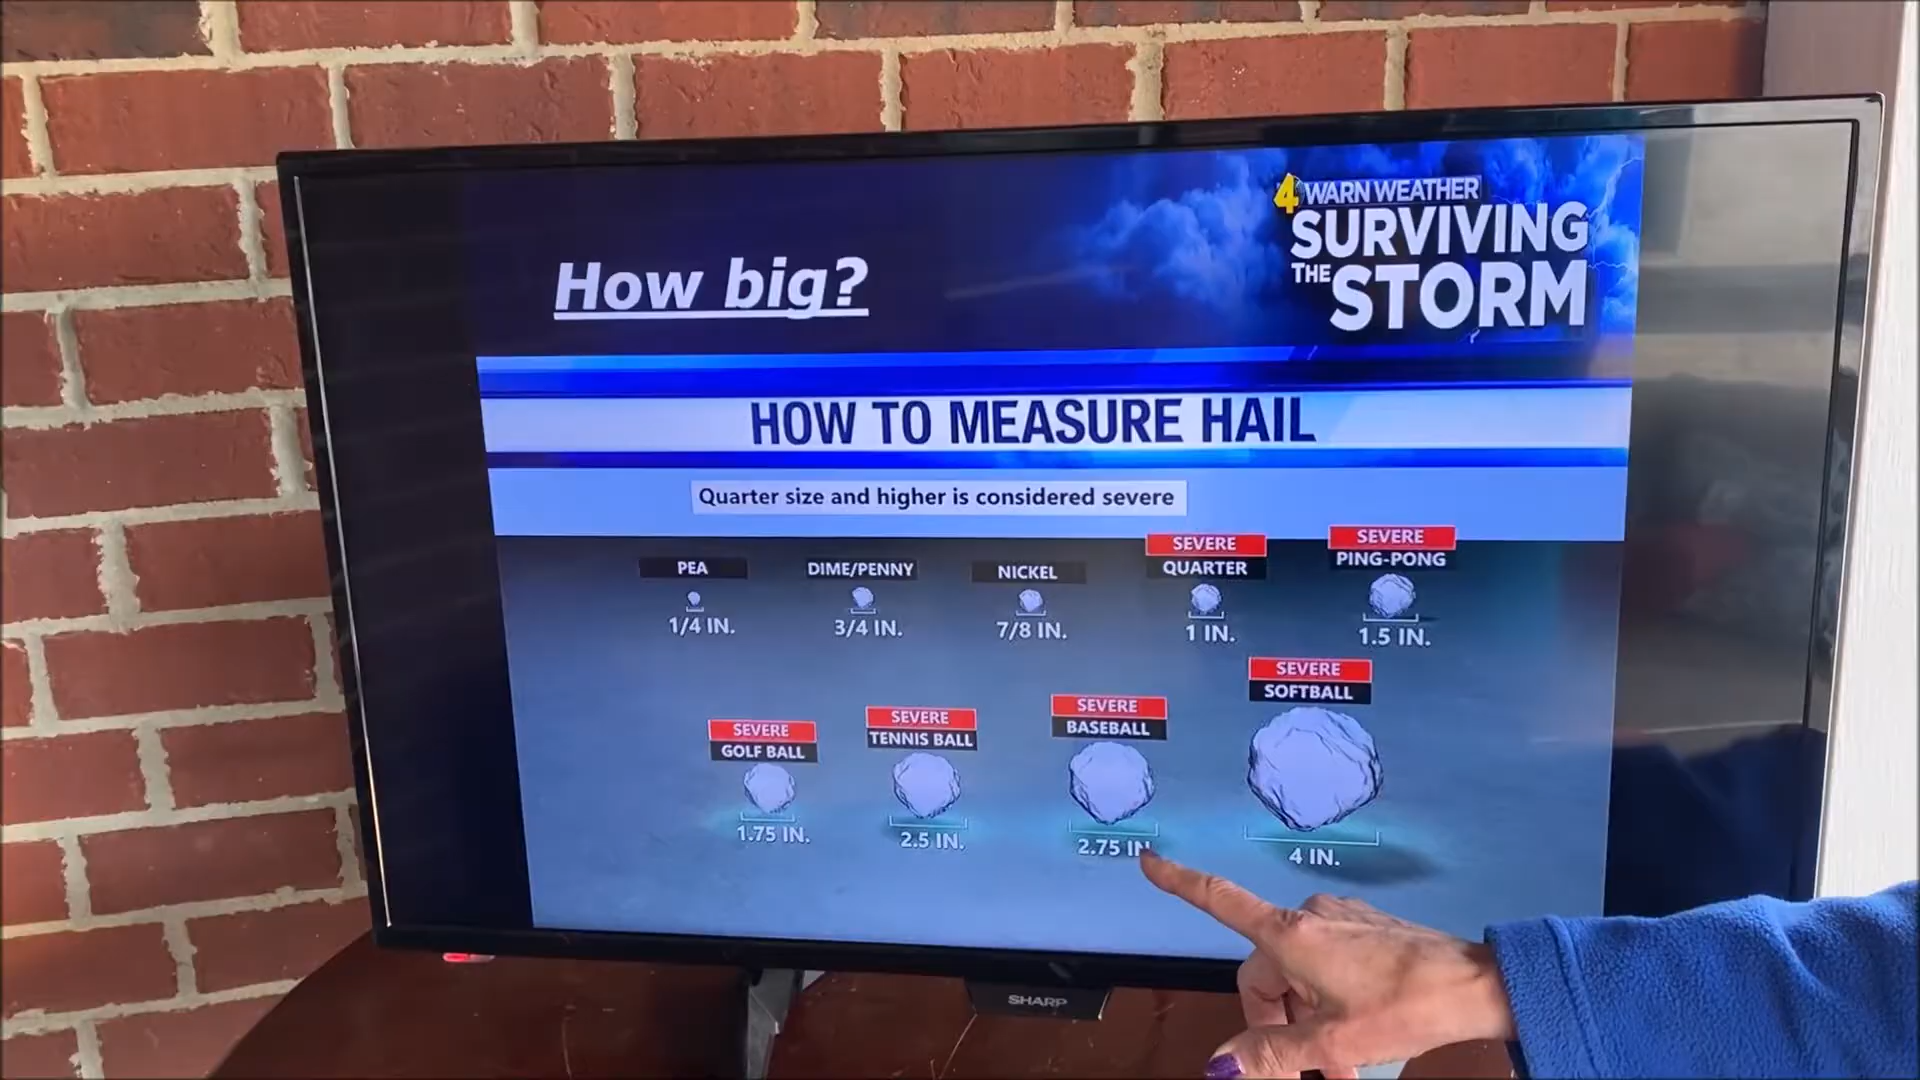 4 WARN WEATHER
SURVIVING
THE STORM
How big?
HOW TO MEASURE HAIL
Quarter size and higher is considered severe
PEA
1/4 IN.
DIME/PENNY
3/4 IN.
NICKEL
7/8 IN.
SEVERE
QUARTER
1 IN.
SEVERE
PING-PONG
1.5 IN.
SEVERE
GOLF BALL
1.75 IN.
SEVERE
TENNIS BALL
2.5 IN.
SEVERE
BASEBALL
2.75 IN
SEVERE
SOFTBALL
4 IN.
SHARP